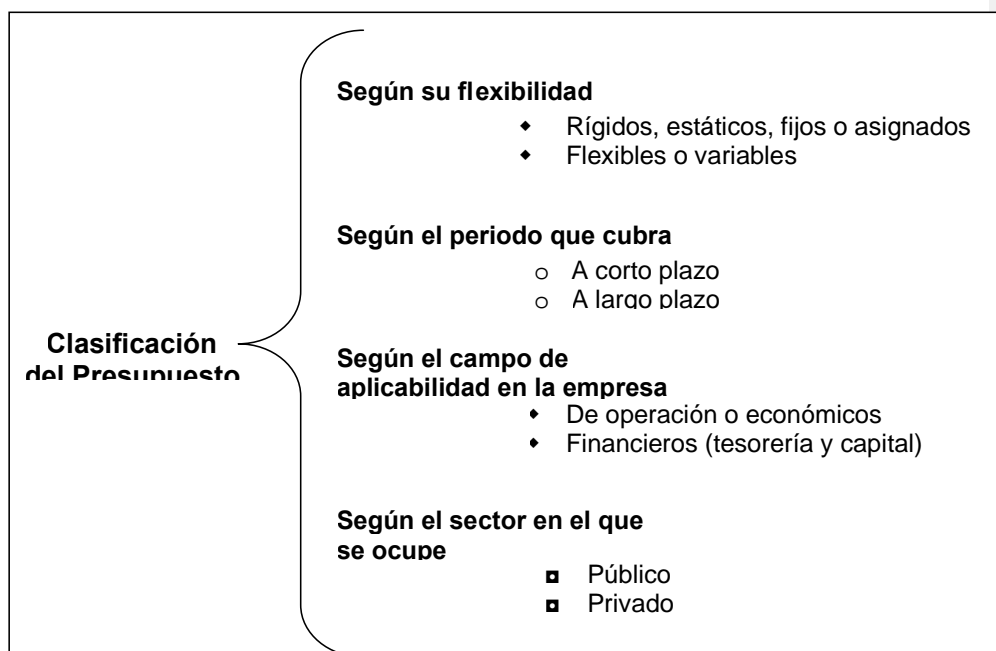 Según su flexibilidad
Rígidos, estáticos, fijos o asignados
Flexibles o variables
Según el periodo que cubra
A corto plazo
A largo plazo
Clasificación
del Presupuesto
Según el campo de
aplicabilidad en la empresa
De operación o económicos
Financieros (tesorería y capital)
Según el sector en el que
se ocupe
Público
Privado